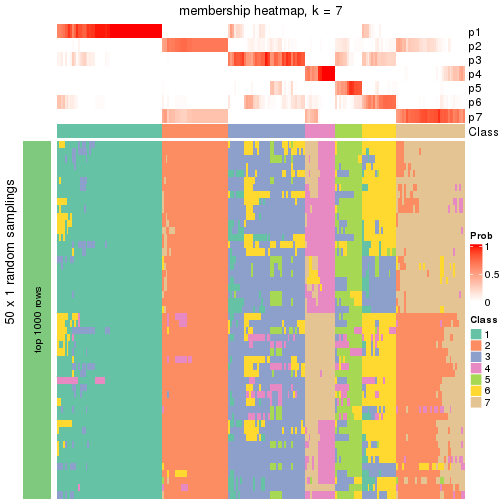 membership heatmap, k = 7
p1
p2
p3
p4
p5
p6
p7
Class
50 x 1 random samplings
top 1000 rows
Prob
1
0.5
0
Class
1
2
3
4
5
6
7